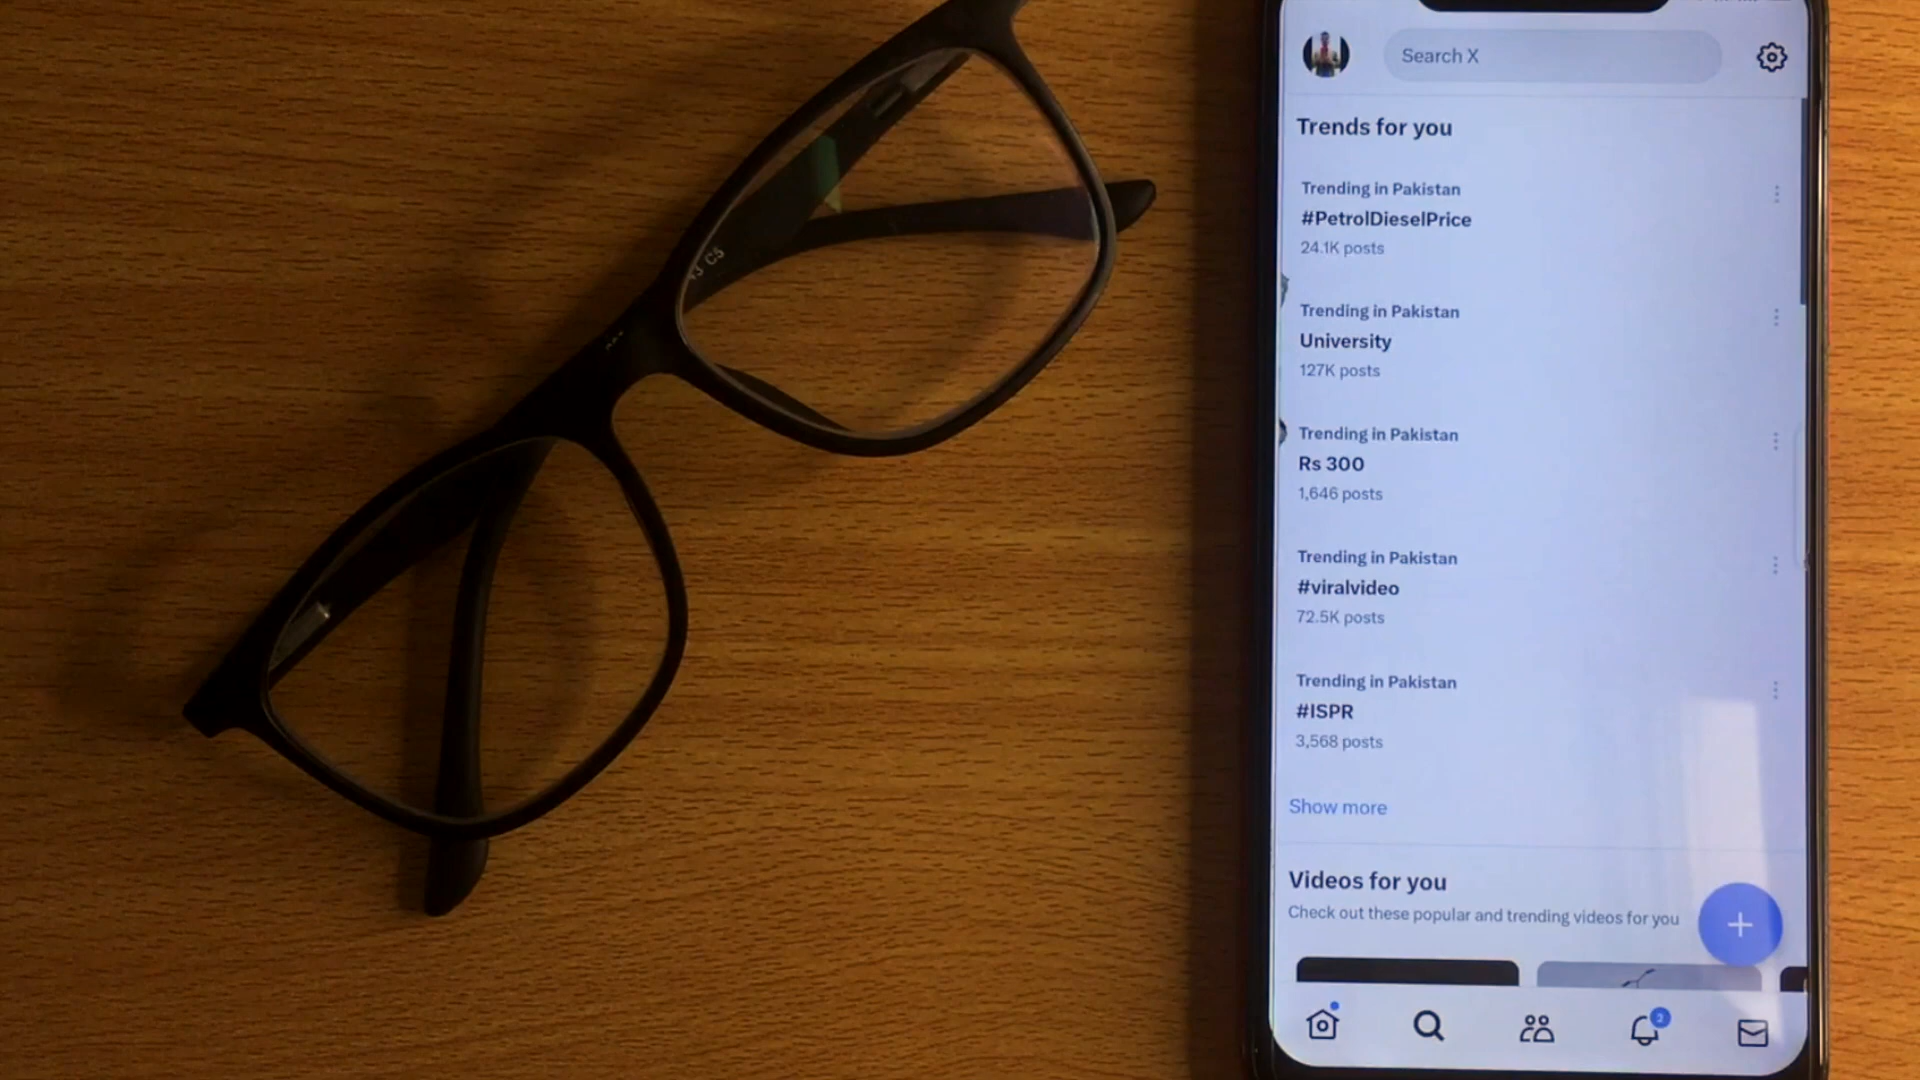 C5
Search X
Trends for you
Trending in Pakistan
#PetrolDieselPrice
24.1K posts
Trending in Pakistan
University
127K posts
Trending in Pakistan
Rs 300
1,646 posts
Trending in Pakistan
#viralvideo
72.5K posts
Trending in Pakistan
#ISPR
3,568 posts
Show more
Videos for you
Check out these popular and trending videos for you